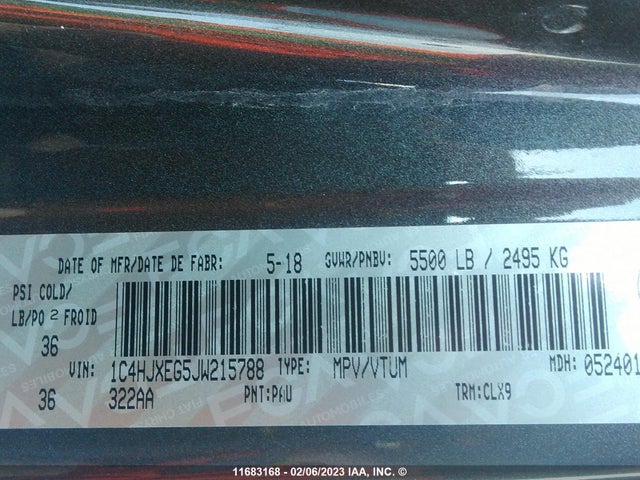 DATE OF MFR/DATE DE FABR: 5-18 GVWR/PNBV: 5500 LB / 2495 KG
PSI COLD/
LB/PO 2 FROID
36
VIN: 1C4HJXEG5JW215788 TYPE: MPV/VTUM MDH: 052401
36 322AA PNT:PAU TRM:CLX9
11683168 - 02/06/2023 IAA, INC. ©